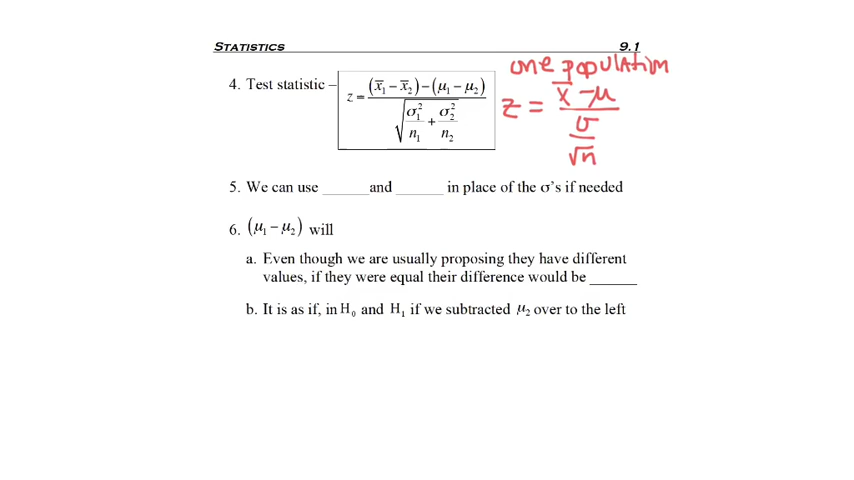 STATISTICS 9.1
one population
4. Test statistic – z = (x̄₁ − x̄₂) − (μ₁ − μ₂) / √(σ₁²/n₁ + σ₂²/n₂)
z = x̄ − μ / σ/√n
5. We can use ______ and ______ in place of the σ's if needed
6. (μ₁ − μ₂) will
a. Even though we are usually proposing they have different
values, if they were equal their difference would be ______
b. It is as if, in H₀ and H₁ if we subtracted μ₂ over to the left